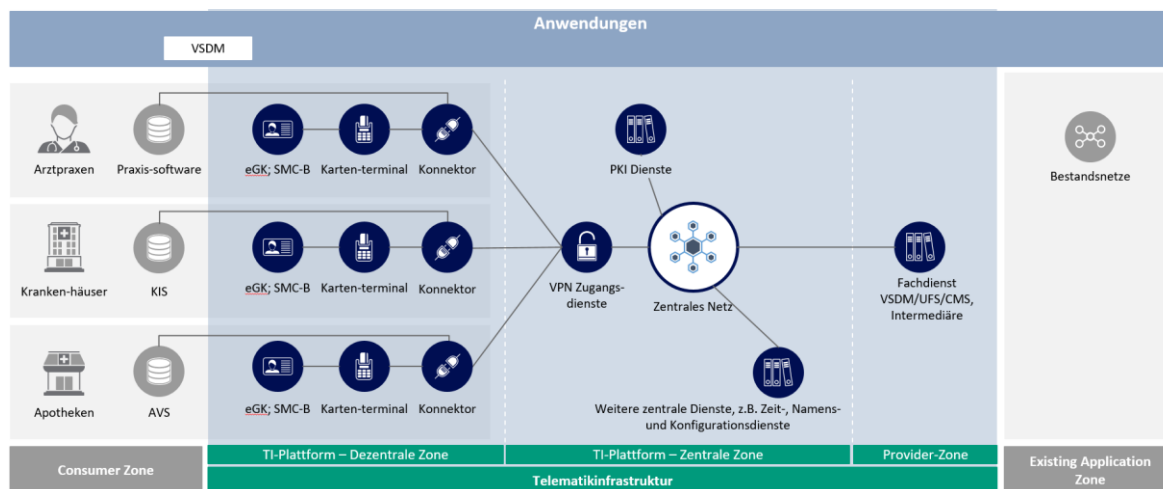 Anwendungen
VSDM
Arztpraxen
Praxis-software
eGK; SMC-B
Karten-terminal
Konnektor
PKI Dienste
Bestandsnetze
Kranken-häuser
KIS
eGK; SMC-B
Karten-terminal
Konnektor
VPN Zugangs-
dienste
Zentrales Netz
Fachdienst
VSDM/UFS/CMS,
Intermediäre
Apotheken
AVS
eGK; SMC-B
Karten-terminal
Konnektor
Weitere zentrale Dienste, z.B. Zeit-, Namens-
und Konfigurationsdienste
Consumer Zone
TI-Plattform – Dezentrale Zone
TI-Plattform – Zentrale Zone
Provider-Zone
Telematikinfrastruktur
Existing Application
Zone